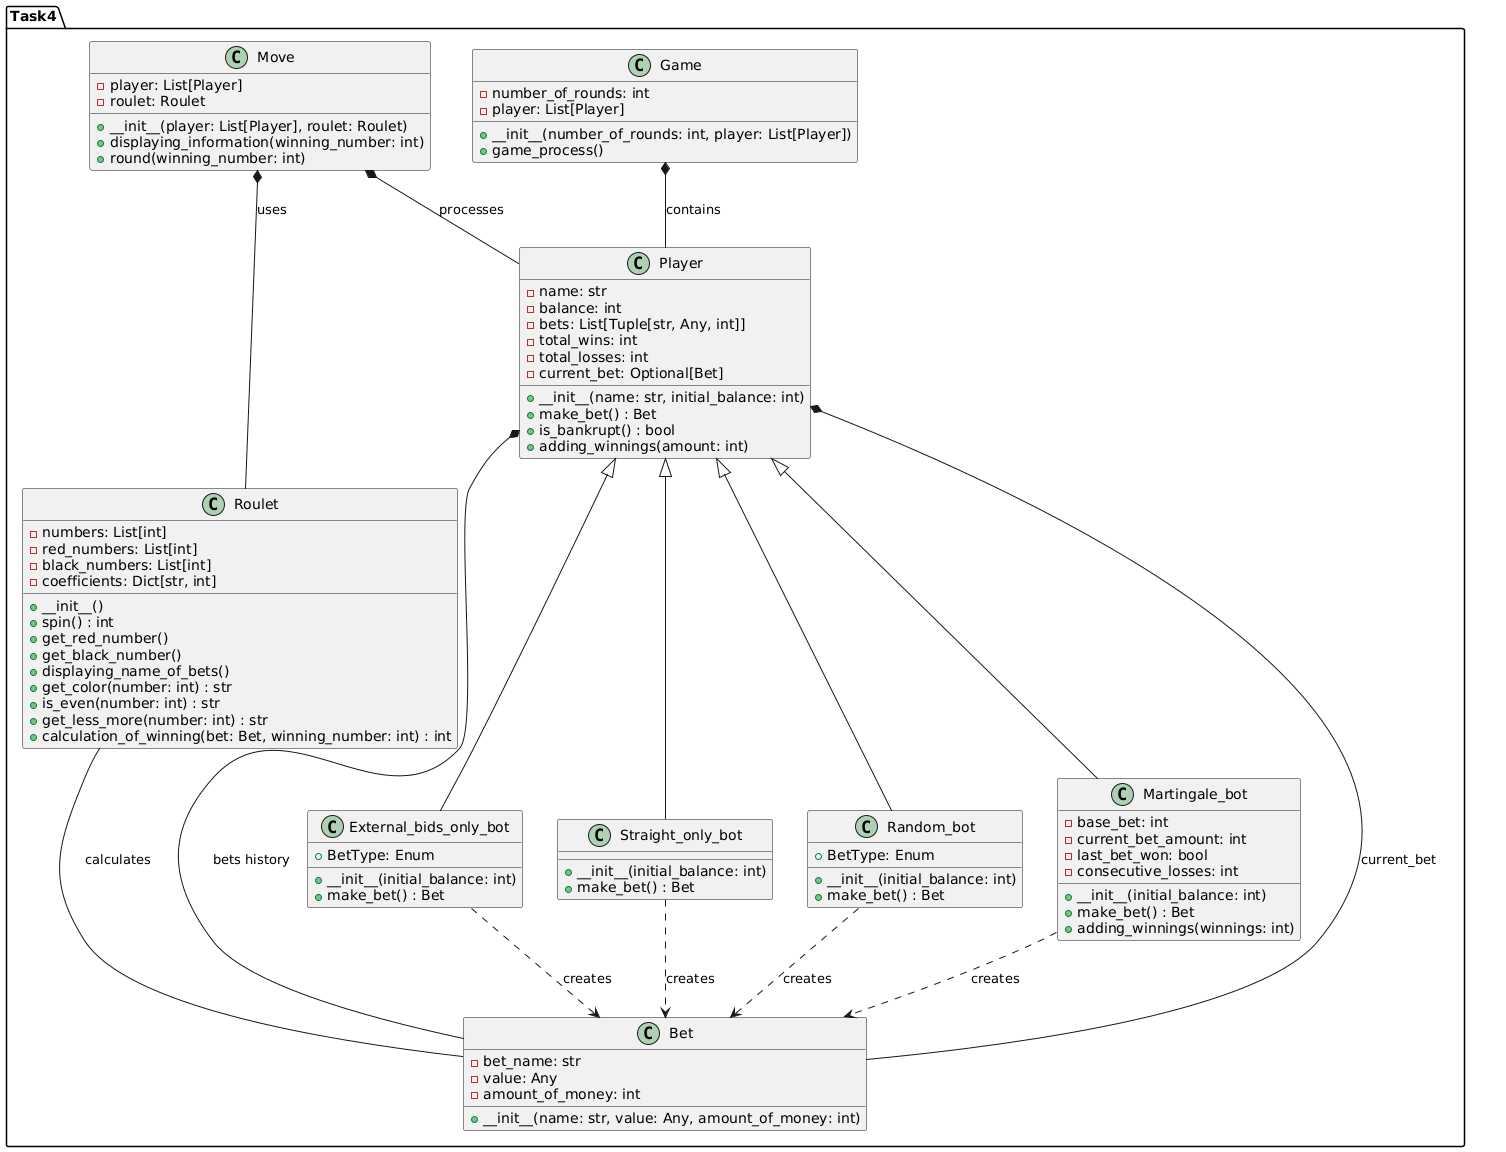 Task4
C Move
player: List[Player]
roulet: Roulet
__init__(player: List[Player], roulet: Roulet)
displaying_information(winning_number: int)
round(winning_number: int)
C Game
number_of_rounds: int
player: List[Player]
__init__(number_of_rounds: int, player: List[Player])
game_process()
uses
processes
contains
C Player
name: str
balance: int
bets: List[Tuple[str, Any, int]]
total_wins: int
total_losses: int
current_bet: Optional[Bet]
__init__(name: str, initial_balance: int)
make_bet() : Bet
is_bankrupt() : bool
adding_winnings(amount: int)
C Roulet
numbers: List[int]
red_numbers: List[int]
black_numbers: List[int]
coefficients: Dict[str, int]
__init__()
spin() : int
get_red_number()
get_black_number()
displaying_name_of_bets()
get_color(number: int) : str
is_even(number: int) : str
get_less_more(number: int) : str
calculation_of_winning(bet: Bet, winning_number: int) : int
calculates
bets history
C External_bids_only_bot
BetType: Enum
__init__(initial_balance: int)
make_bet() : Bet
C Straight_only_bot
__init__(initial_balance: int)
make_bet() : Bet
C Random_bot
BetType: Enum
__init__(initial_balance: int)
make_bet() : Bet
C Martingale_bot
base_bet: int
current_bet_amount: int
last_bet_won: bool
consecutive_losses: int
__init__(initial_balance: int)
make_bet() : Bet
adding_winnings(winnings: int)
current_bet
creates
creates
creates
creates
C Bet
bet_name: str
value: Any
amount_of_money: int
__init__(name: str, value: Any, amount_of_money: int)